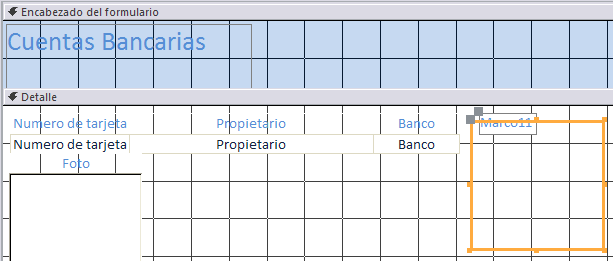 Encabezado del formulario
Cuentas Bancarias
Detalle
Numero de tarjeta Propietario Banco Marco11
Numero de tarjeta Propietario Banco
Foto